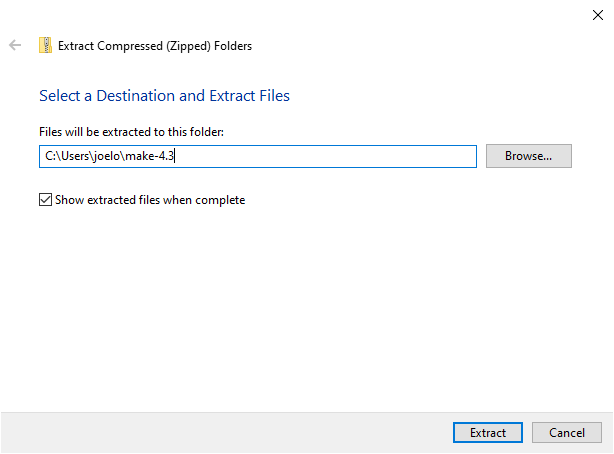 Extract Compressed (Zipped) Folders
Select a Destination and Extract Files
Files will be extracted to this folder:
C:\Users\joelo\make-4.3
Browse...
Show extracted files when complete
Extract
Cancel